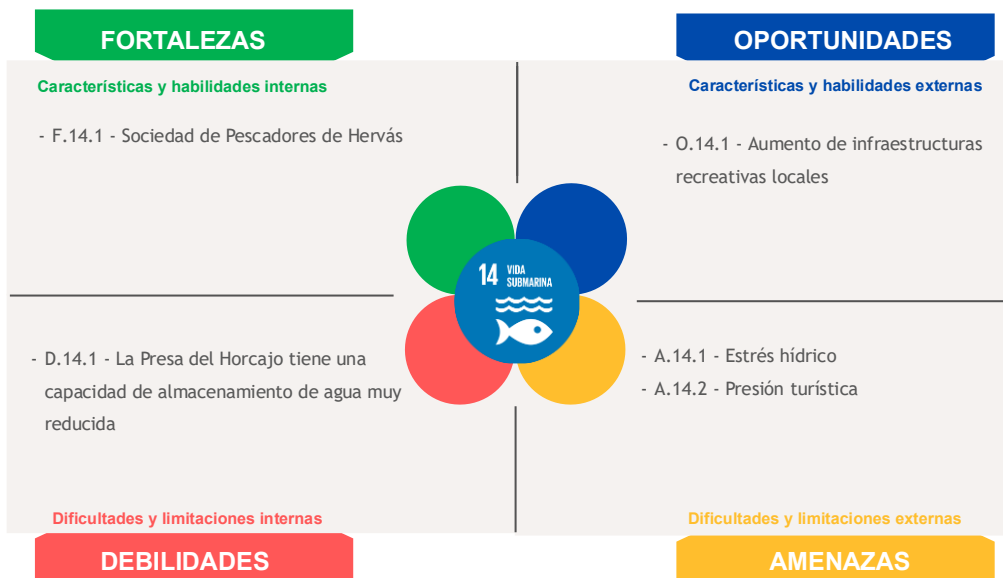 FORTALEZAS
Características y habilidades internas
- F.14.1 - Sociedad de Pescadores de Hervás
OPORTUNIDADES
Características y habilidades externas
- O.14.1 - Aumento de infraestructuras
recreativas locales
14 VIDA
SUBMARINA
- D.14.1 - La Presa del Horcajo tiene una
capacidad de almacenamiento de agua muy
reducida
Dificultades y limitaciones internas
DEBILIDADES
- A.14.1 - Estrés hídrico
- A.14.2 - Presión turística
Dificultades y limitaciones externas
AMENAZAS